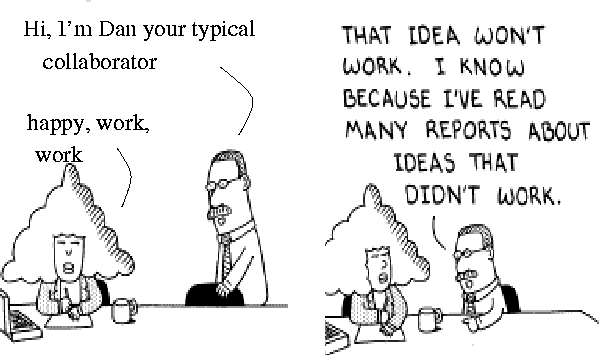 Hi, I'm Dan your typical
collaborator
happy, work,
work
THAT IDEA WON'T
WORK. I KNOW
BECAUSE I'VE READ
MANY REPORTS ABOUT
IDEAS THAT
DIDN'T WORK.